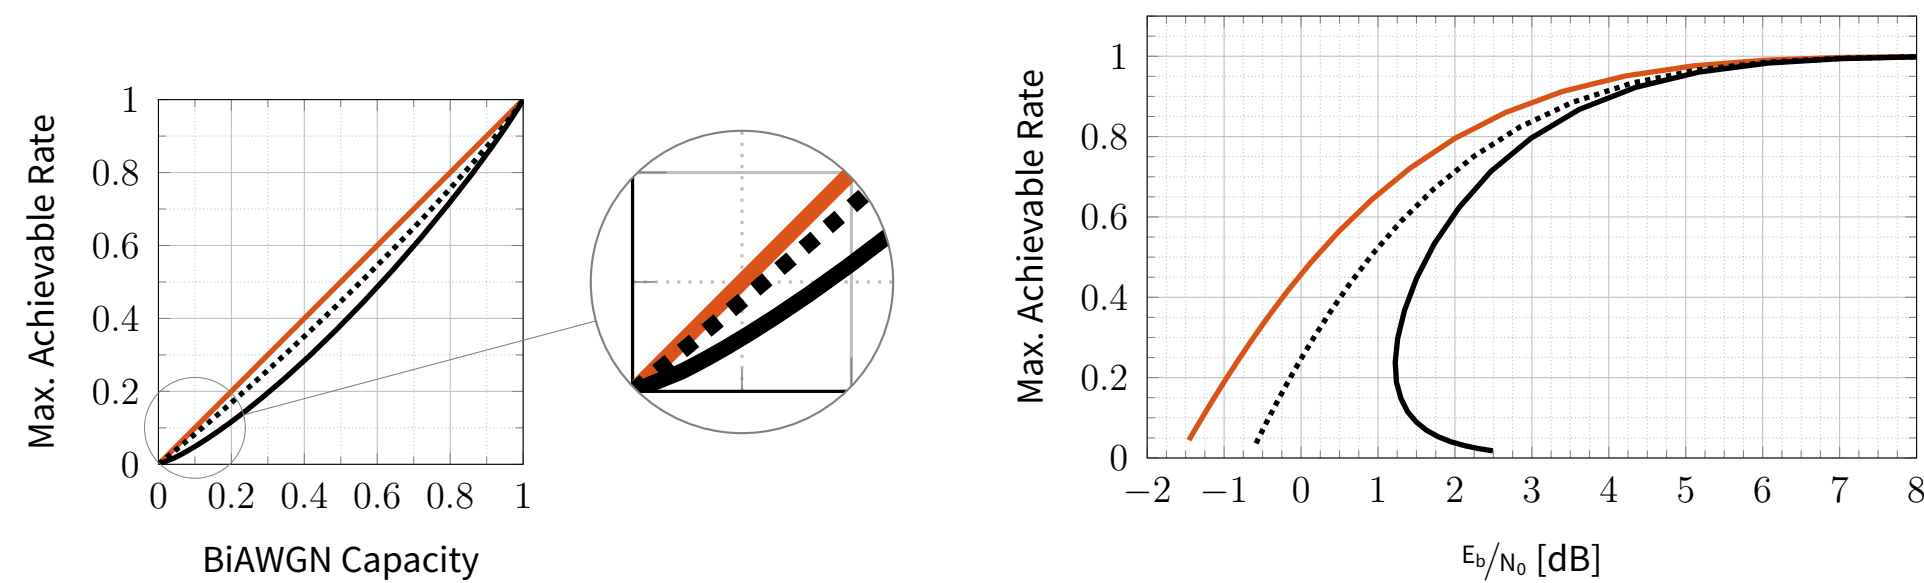 Max. Achievable Rate
1
0.8
0.6
0.4
0.2
0
0 0.2 0.4 0.6 0.8 1
BiAWGN Capacity
Max. Achievable Rate
1
0.8
0.6
0.4
0.2
0
−2 −1 0 1 2 3 4 5 6 7 8
Eb/N0 [dB]